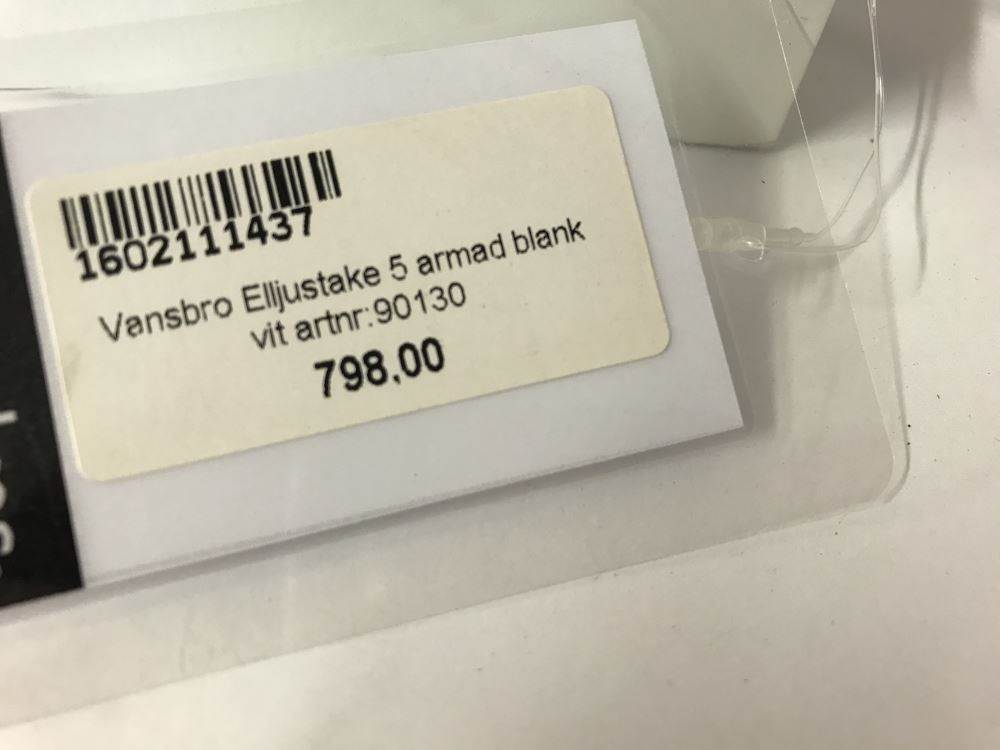 1602111437
Vansbro Elljustake 5 armad blank
vit artnr:90130
798.00